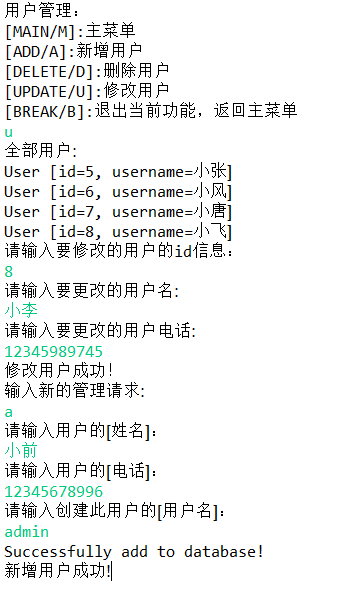 用户管理：
[MAIN/M]:主菜单
[ADD/A]:新增用户
[DELETE/D]:删除用户
[UPDATE/U]:修改用户
[BREAK/B]:退出当前功能，返回主菜单
u
全部用户:
User [id=5, username=小张]
User [id=6, username=小风]
User [id=7, username=小唐]
User [id=8, username=小飞]
请输入要修改的用户的id信息：
8
请输入要更改的用户名:
小李
请输入要更改的用户电话:
12345989745
修改用户成功!
输入新的管理请求:
a
请输入用户的[姓名]：
小前
请输入用户的[电话]：
12345678996
请输入创建此用户的[用户名]：
admin
Successfully add to database!
新增用户成功!